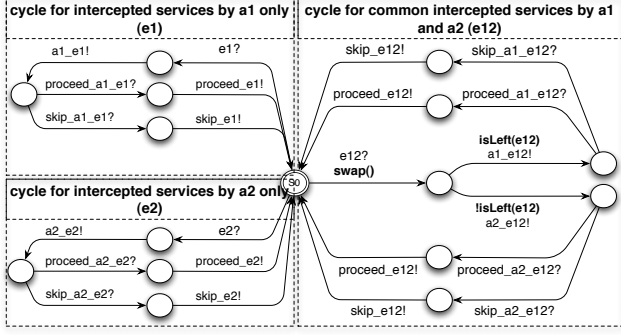 cycle for intercepted services by a1 only
(e1)
a1_e1!
e1?
proceed_a1_e1?
proceed_e1!
skip_a1_e1?
skip_e1!
cycle for common intercepted services by a1
and a2 (e12)
skip_e12!
skip_a1_e12?
proceed_e12!
proceed_a1_e12?
e12?
swap()
isLeft(e12)
a1_e12!
!isLeft(e12)
a2_e12!
S0
proceed_e12!
proceed_a2_e12?
skip_e12!
skip_a2_e12?
cycle for intercepted services by a2 only
(e2)
a2_e2!
e2?
proceed_a2_e2?
proceed_e2!
skip_a2_e2?
skip_e2!